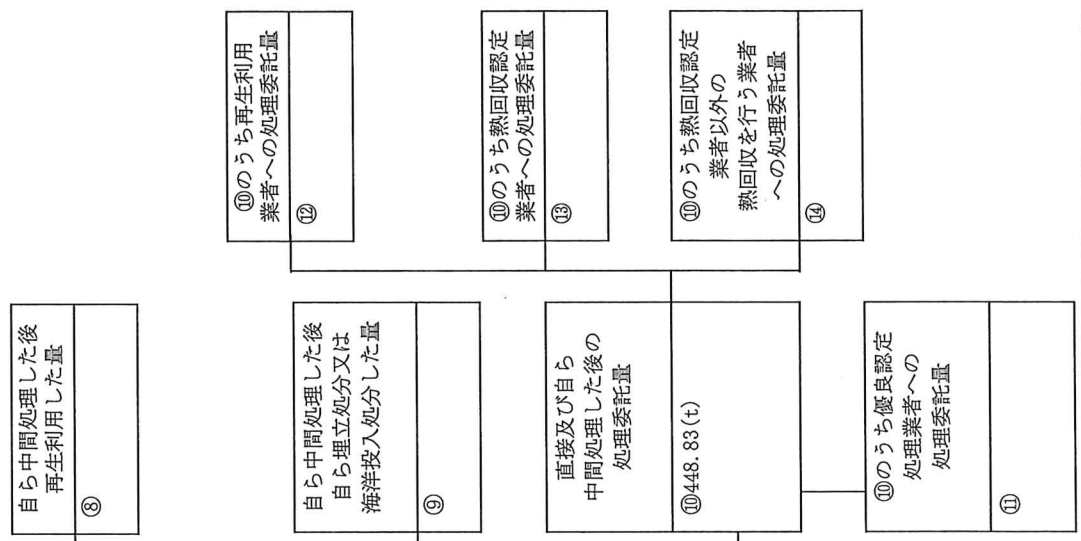 自ら中間処理した後
再生利用した量
⑧
自ら中間処理した後
自ら埋立処分又は
海洋投入処分した量
⑨
直接及び自ら
中間処理した後の
処理委託量
⑩448.83(t)
⑩のうち優良認定
処理業者への
処理委託量
⑪
⑩のうち再生利用
業者への処理委託量
⑫
⑩のうち熱回収認定
業者への処理委託量
⑬
⑩のうち熱回収認定
業者以外の
熱回収を行う業者
への処理委託量
⑭